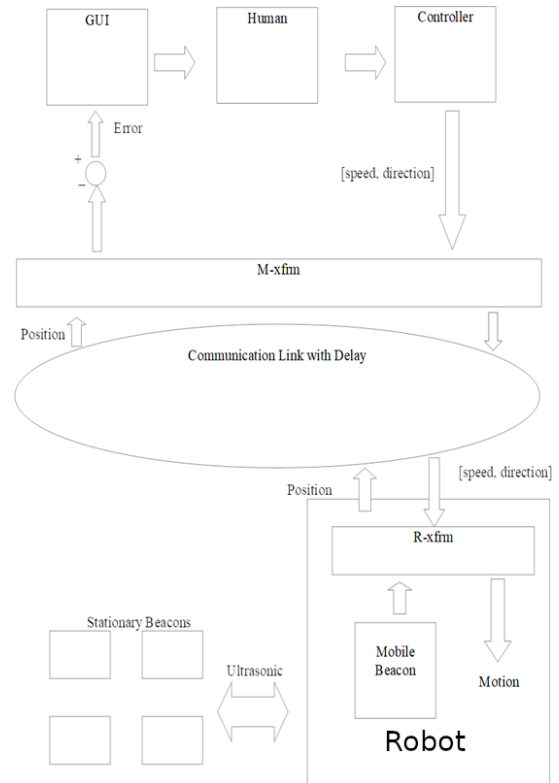 GUI
Human
Controller
Error
+
−
[speed, direction]
M-xfrm
Position
Communication Link with Delay
Position
[speed, direction]
R-xfrm
Stationary Beacons
Ultrasonic
Mobile
Beacon
Motion
Robot